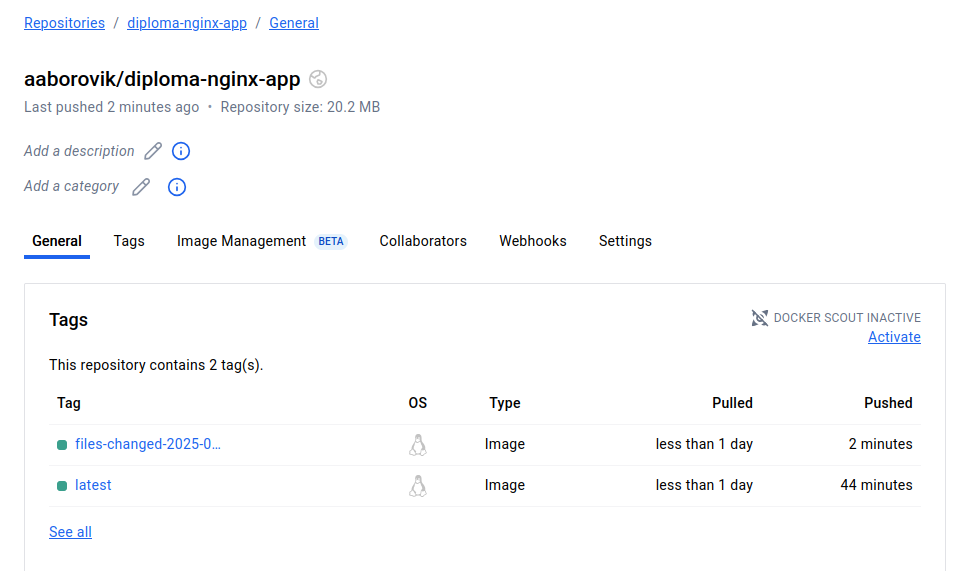 Repositories / diploma-nginx-app / General
aaborovik/diploma-nginx-app
Last pushed 2 minutes ago • Repository size: 20.2 MB
Add a description
Add a category
General Tags Image Management BETA Collaborators Webhooks Settings
Tags
DOCKER SCOUT INACTIVE
Activate
This repository contains 2 tag(s).
Tag OS Type Pulled Pushed
files-changed-2025-0... Image less than 1 day 2 minutes
latest Image less than 1 day 44 minutes
See all